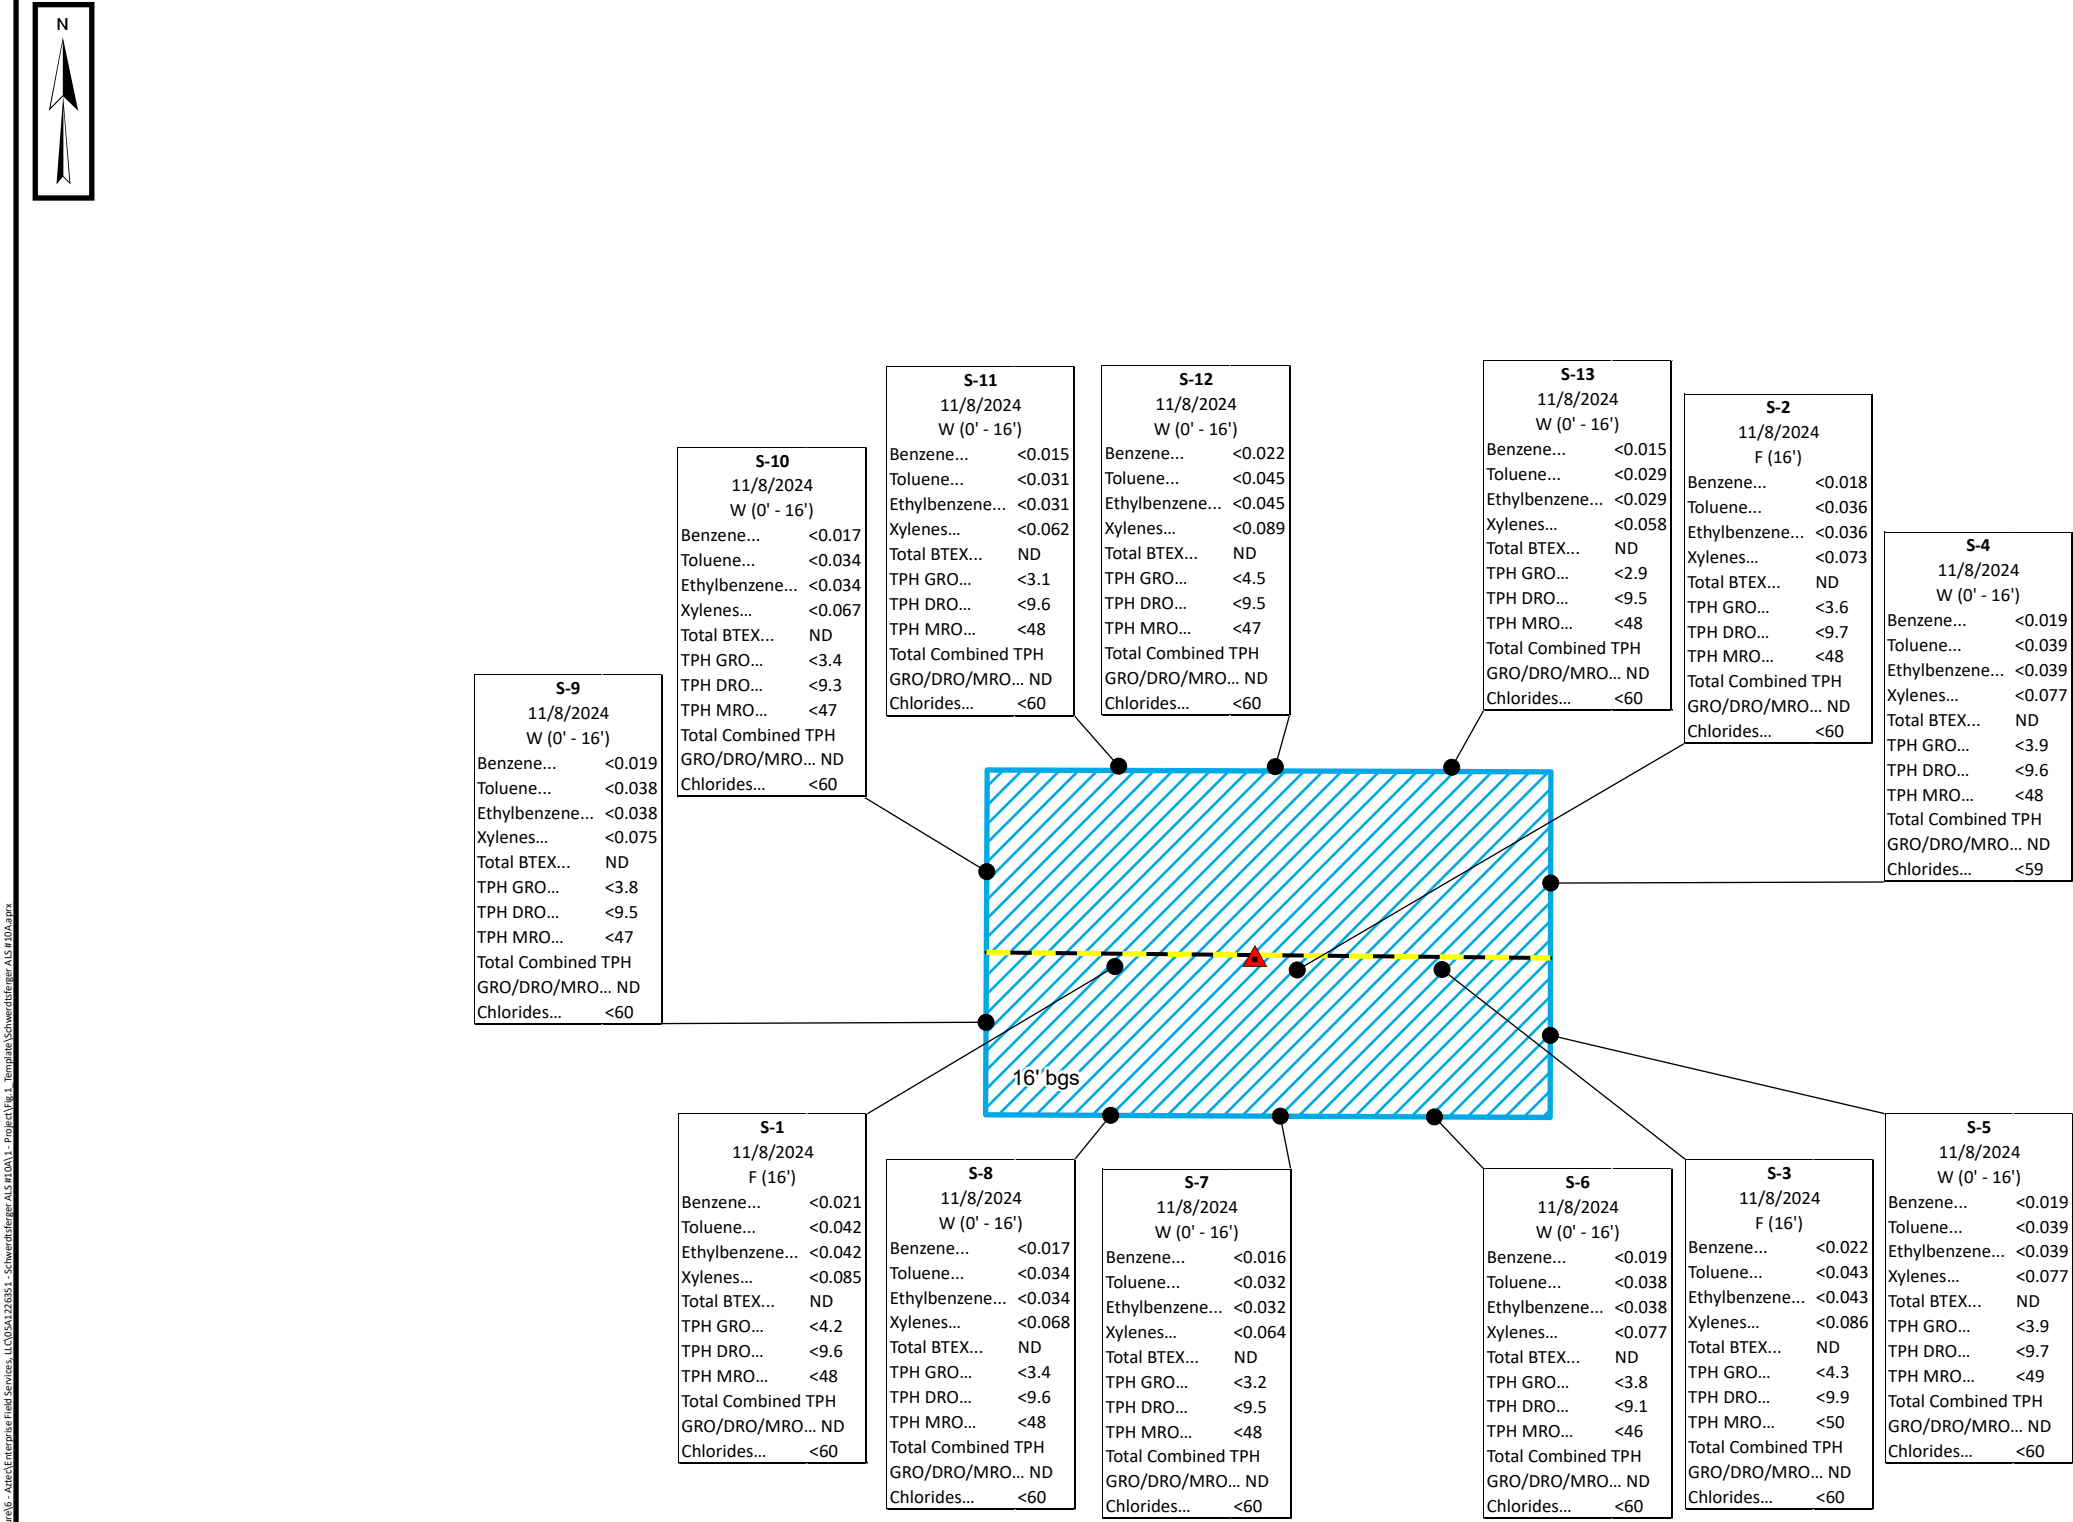 N
S-11
11/8/2024
W (0' - 16')
Benzene... <0.015
Toluene... <0.031
Ethylbenzene... <0.031
Xylenes... <0.062
Total BTEX... ND
TPH GRO... <3.1
TPH DRO... <9.6
TPH MRO... <48
Total Combined TPH
GRO/DRO/MRO... ND
Chlorides... <60
S-12
11/8/2024
W (0' - 16')
Benzene... <0.022
Toluene... <0.045
Ethylbenzene... <0.045
Xylenes... <0.089
Total BTEX... ND
TPH GRO... <4.5
TPH DRO... <9.5
TPH MRO... <47
Total Combined TPH
GRO/DRO/MRO... ND
Chlorides... <60
S-13
11/8/2024
W (0' - 16')
Benzene... <0.015
Toluene... <0.029
Ethylbenzene... <0.029
Xylenes... <0.058
Total BTEX... ND
TPH GRO... <2.9
TPH DRO... <9.5
TPH MRO... <48
Total Combined TPH
GRO/DRO/MRO... ND
Chlorides... <60
S-2
11/8/2024
F (16')
Benzene... <0.018
Toluene... <0.036
Ethylbenzene... <0.036
Xylenes... <0.073
Total BTEX... ND
TPH GRO... <3.6
TPH DRO... <9.7
TPH MRO... <48
Total Combined TPH
GRO/DRO/MRO... ND
Chlorides... <60
S-10
11/8/2024
W (0' - 16')
Benzene... <0.017
Toluene... <0.034
Ethylbenzene... <0.034
Xylenes... <0.067
Total BTEX... ND
TPH GRO... <3.4
TPH DRO... <9.3
TPH MRO... <47
Total Combined TPH
GRO/DRO/MRO... ND
Chlorides... <60
S-4
11/8/2024
W (0' - 16')
Benzene... <0.019
Toluene... <0.039
Ethylbenzene... <0.039
Xylenes... <0.077
Total BTEX... ND
TPH GRO... <3.9
TPH DRO... <9.6
TPH MRO... <48
Total Combined TPH
GRO/DRO/MRO... ND
Chlorides... <59
S-9
11/8/2024
W (0' - 16')
Benzene... <0.019
Toluene... <0.038
Ethylbenzene... <0.038
Xylenes... <0.075
Total BTEX... ND
TPH GRO... <3.8
TPH DRO... <9.5
TPH MRO... <47
Total Combined TPH
GRO/DRO/MRO... ND
Chlorides... <60
16' bgs
S-1
11/8/2024
F (16')
Benzene... <0.021
Toluene... <0.042
Ethylbenzene... <0.042
Xylenes... <0.085
Total BTEX... ND
TPH GRO... <4.2
TPH DRO... <9.6
TPH MRO... <48
Total Combined TPH
GRO/DRO/MRO... ND
Chlorides... <60
S-8
11/8/2024
W (0' - 16')
Benzene... <0.017
Toluene... <0.034
Ethylbenzene... <0.034
Xylenes... <0.068
Total BTEX... ND
TPH GRO... <3.4
TPH DRO... <9.6
TPH MRO... <48
Total Combined TPH
GRO/DRO/MRO... ND
Chlorides... <60
S-7
11/8/2024
W (0' - 16')
Benzene... <0.016
Toluene... <0.032
Ethylbenzene... <0.032
Xylenes... <0.064
Total BTEX... ND
TPH GRO... <3.2
TPH DRO... <9.5
TPH MRO... <48
Total Combined TPH
GRO/DRO/MRO... ND
Chlorides... <60
S-6
11/8/2024
W (0' - 16')
Benzene... <0.019
Toluene... <0.038
Ethylbenzene... <0.038
Xylenes... <0.077
Total BTEX... ND
TPH GRO... <3.8
TPH DRO... <9.1
TPH MRO... <46
Total Combined TPH
GRO/DRO/MRO... ND
Chlorides... <60
S-3
11/8/2024
F (16')
Benzene... <0.022
Toluene... <0.043
Ethylbenzene... <0.043
Xylenes... <0.086
Total BTEX... ND
TPH GRO... <4.3
TPH DRO... <9.9
TPH MRO... <50
Total Combined TPH
GRO/DRO/MRO... ND
Chlorides... <60
S-5
11/8/2024
W (0' - 16')
Benzene... <0.019
Toluene... <0.039
Ethylbenzene... <0.039
Xylenes... <0.077
Total BTEX... ND
TPH GRO... <3.9
TPH DRO... <9.7
TPH MRO... <49
Total Combined TPH
GRO/DRO/MRO... ND
Chlorides... <60
6 - Aztec\Enterprise Field Services, LLC\05A1226351 - Schwerdtsferger ALS #10A\1 - Project\Fig.1_Template\Schwerdtsferger ALS #10A.aprx